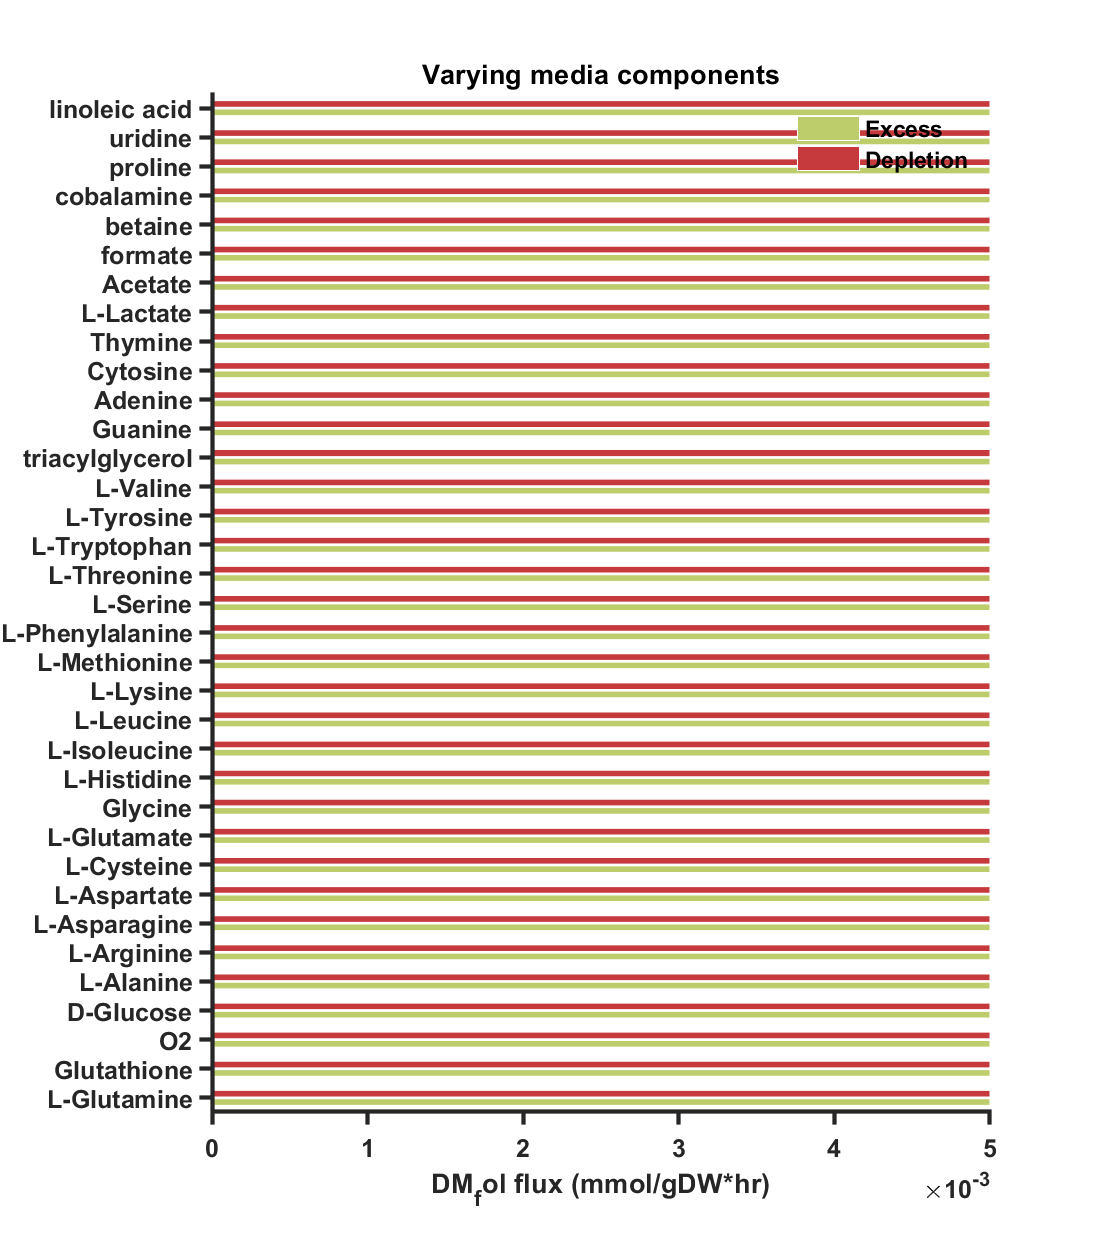 Varying media components
linoleic acid
Excess
uridine
Depletion
proline
cobalamine
betaine
formate
Acetate
L-Lactate
Thymine
Cytosine
Adenine
Guanine
triacylglycerol
L-Valine
L-Tyrosine
L-Tryptophan
L-Threonine
L-Serine
L-Phenylalanine
L-Methionine
L-Lysine
L-Leucine
L-Isoleucine
L-Histidine
Glycine
L-Glutamate
L-Cysteine
L-Aspartate
L-Asparagine
L-Arginine
L-Alanine
D-Glucose
O2
Glutathione
L-Glutamine
0 1 2 3 4 5
DM_fol flux (mmol/gDW*hr)
×10^-3